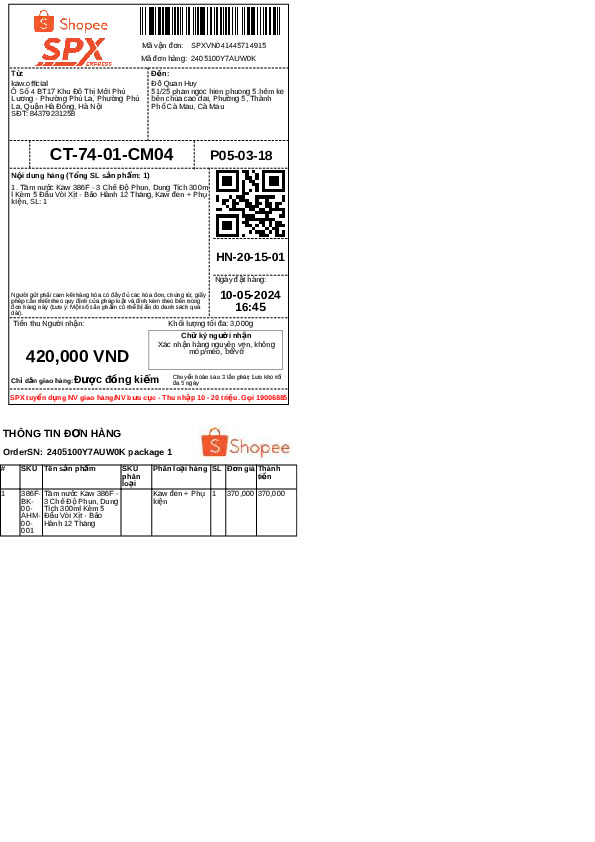 Shopee
SPX
EXPRESS
Mã vận đơn: SPXVN041445714915
Mã đơn hàng: 2405100Y7AUW0K
Từ:
kaw.official
Ô Số 4 BT17 Khu Đô Thị Mới Phú
Lương - Phường Phú La, Phường Phú
La, Quận Hà Đông, Hà Nội
SĐT: 84379231258
Đến:
Đỗ Quan Huy
51/25 phan ngọc hiển phuong 5.hẻm kế
bên chua cao đài, Phường 5, Thành
Phố Cà Mau, Cà Mau
CT-74-01-CM04
P05-03-18
Nội dung hàng (Tổng SL sản phẩm: 1)
1. Tăm nước Kaw 386F - 3 Chế Độ Phun, Dung Tích 300m
l Kèm 5 Đầu Vòi Xịt - Bảo Hành 12 Tháng, Kaw đen + Phụ
kiện, SL: 1
HN-20-15-01
Ngày đặt hàng:
10-05-2024
16:45
Người gửi phải cam kết hàng hóa có đầy đủ các hóa đơn, chứng từ, giấy
phép cần thiết theo quy định của pháp luật và đính kèm theo bên trong
đơn hàng này (Lưu ý: Một số sản phẩm có thể bị ẩn do danh sách quá
dài).
Tiền thu Người nhận:
420,000 VND
Khối lượng tối đa: 3,000g
Chữ ký người nhận
Xác nhận hàng nguyên vẹn, không
móp/méo, bể/vỡ
Chỉ dẫn giao hàng: Được đồng kiểm
Chuyển hoàn sau 3 lần phát; Lưu kho tối
đa 5 ngày
SPX tuyển dụng NV giao hàng/NV bưu cục - Thu nhập 10 - 20 triệu. Gọi 19006885
THÔNG TIN ĐƠN HÀNG
Shopee
OrderSN: 2405100Y7AUW0K package 1
# SKU Tên sản phẩm SKU phân loại Phân loại hàng SL Đơn giá Thành tiền
1 386F-BK-00-AHM-00-001 Tăm nước Kaw 386F - 3 Chế Độ Phun, Dung Tích 300ml Kèm 5 Đầu Vòi Xịt - Bảo Hành 12 Tháng Kaw đen + Phụ kiện 1 370,000 370,000